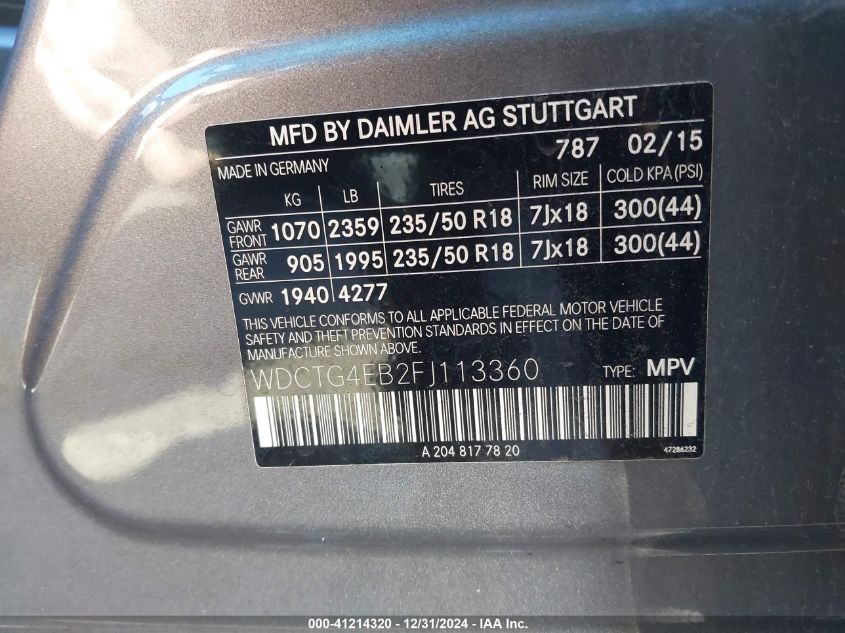 MFD BY DAIMLER AG STUTTGART
787 02/15
MADE IN GERMANY
KG LB TIRES RIM SIZE COLD KPA (PSI)
GAWR FRONT 1070 2359 235/50 R18 7Jx18 300(44)
GAWR REAR 905 1995 235/50 R18 7Jx18 300(44)
GVWR 1940 4277
THIS VEHICLE CONFORMS TO ALL APPLICABLE FEDERAL MOTOR VEHICLE
SAFETY AND THEFT PREVENTION STANDARDS IN EFFECT ON THE DATE OF
MANUFACTURE SHOWN ABOVE.
WDCTG4EB2FJ113360 TYPE: MPV
A 204 817 78 20
47286232
000-41214320 - 12/31/2024 - IAA, Inc.